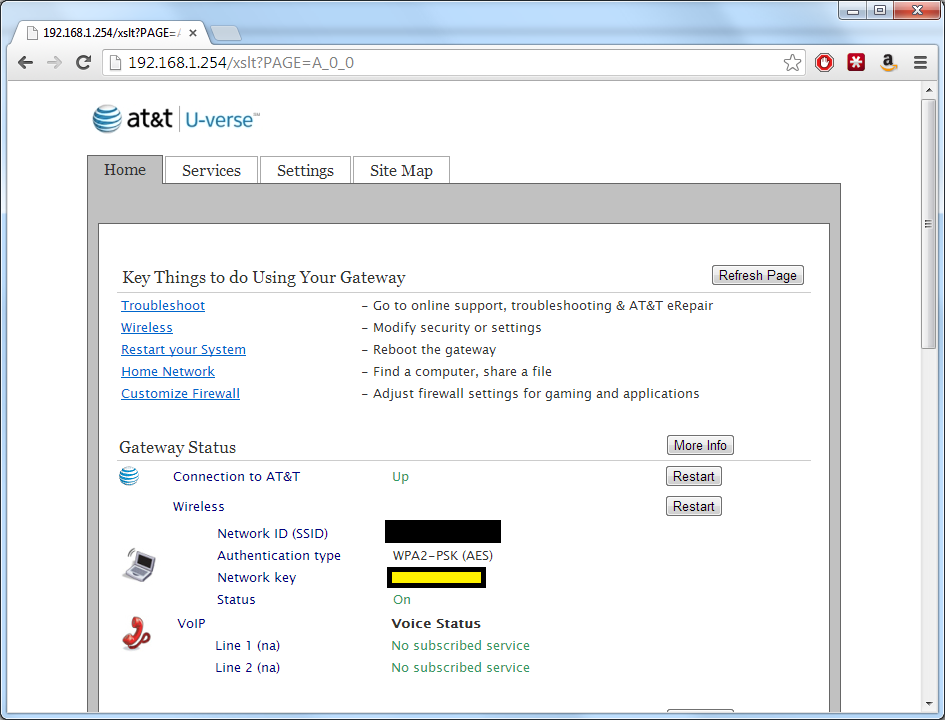 192.168.1.254/xslt?PAGE=A
192.168.1.254/xslt?PAGE=A_0_0
at&t U-verse℠
Home Services Settings Site Map
Key Things to do Using Your Gateway Refresh Page
Troubleshoot – Go to online support, troubleshooting & AT&T eRepair
Wireless – Modify security or settings
Restart your System – Reboot the gateway
Home Network – Find a computer, share a file
Customize Firewall – Adjust firewall settings for gaming and applications
Gateway Status More Info
Connection to AT&T Up Restart
Wireless Restart
Network ID (SSID)
Authentication type WPA2-PSK (AES)
Network key
Status On
VoIP Voice Status
Line 1 (na) No subscribed service
Line 2 (na) No subscribed service